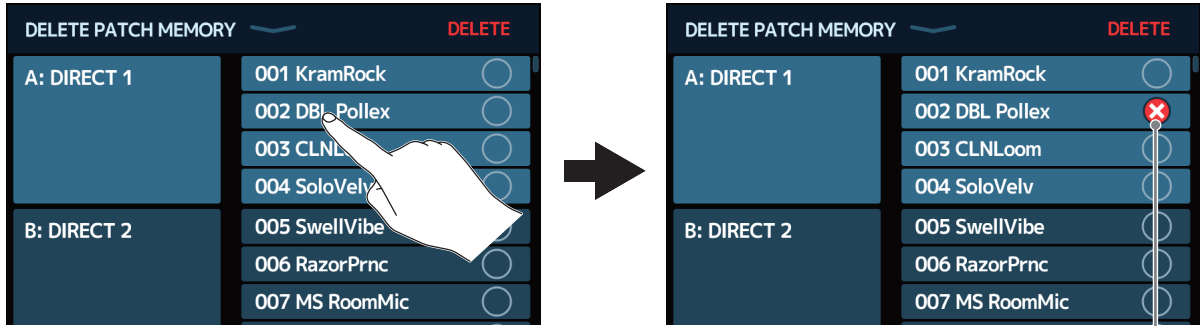 DELETE PATCH MEMORY DELETE
A: DIRECT 1
001 KramRock
002 DBL Pollex
003 CLNL
004 SoloVelv
B: DIRECT 2
005 SwellVibe
006 RazorPrnc
007 MS RoomMic
DELETE PATCH MEMORY DELETE
A: DIRECT 1
001 KramRock
002 DBL Pollex
003 CLNLoom
004 SoloVelv
B: DIRECT 2
005 SwellVibe
006 RazorPrnc
007 MS RoomMic